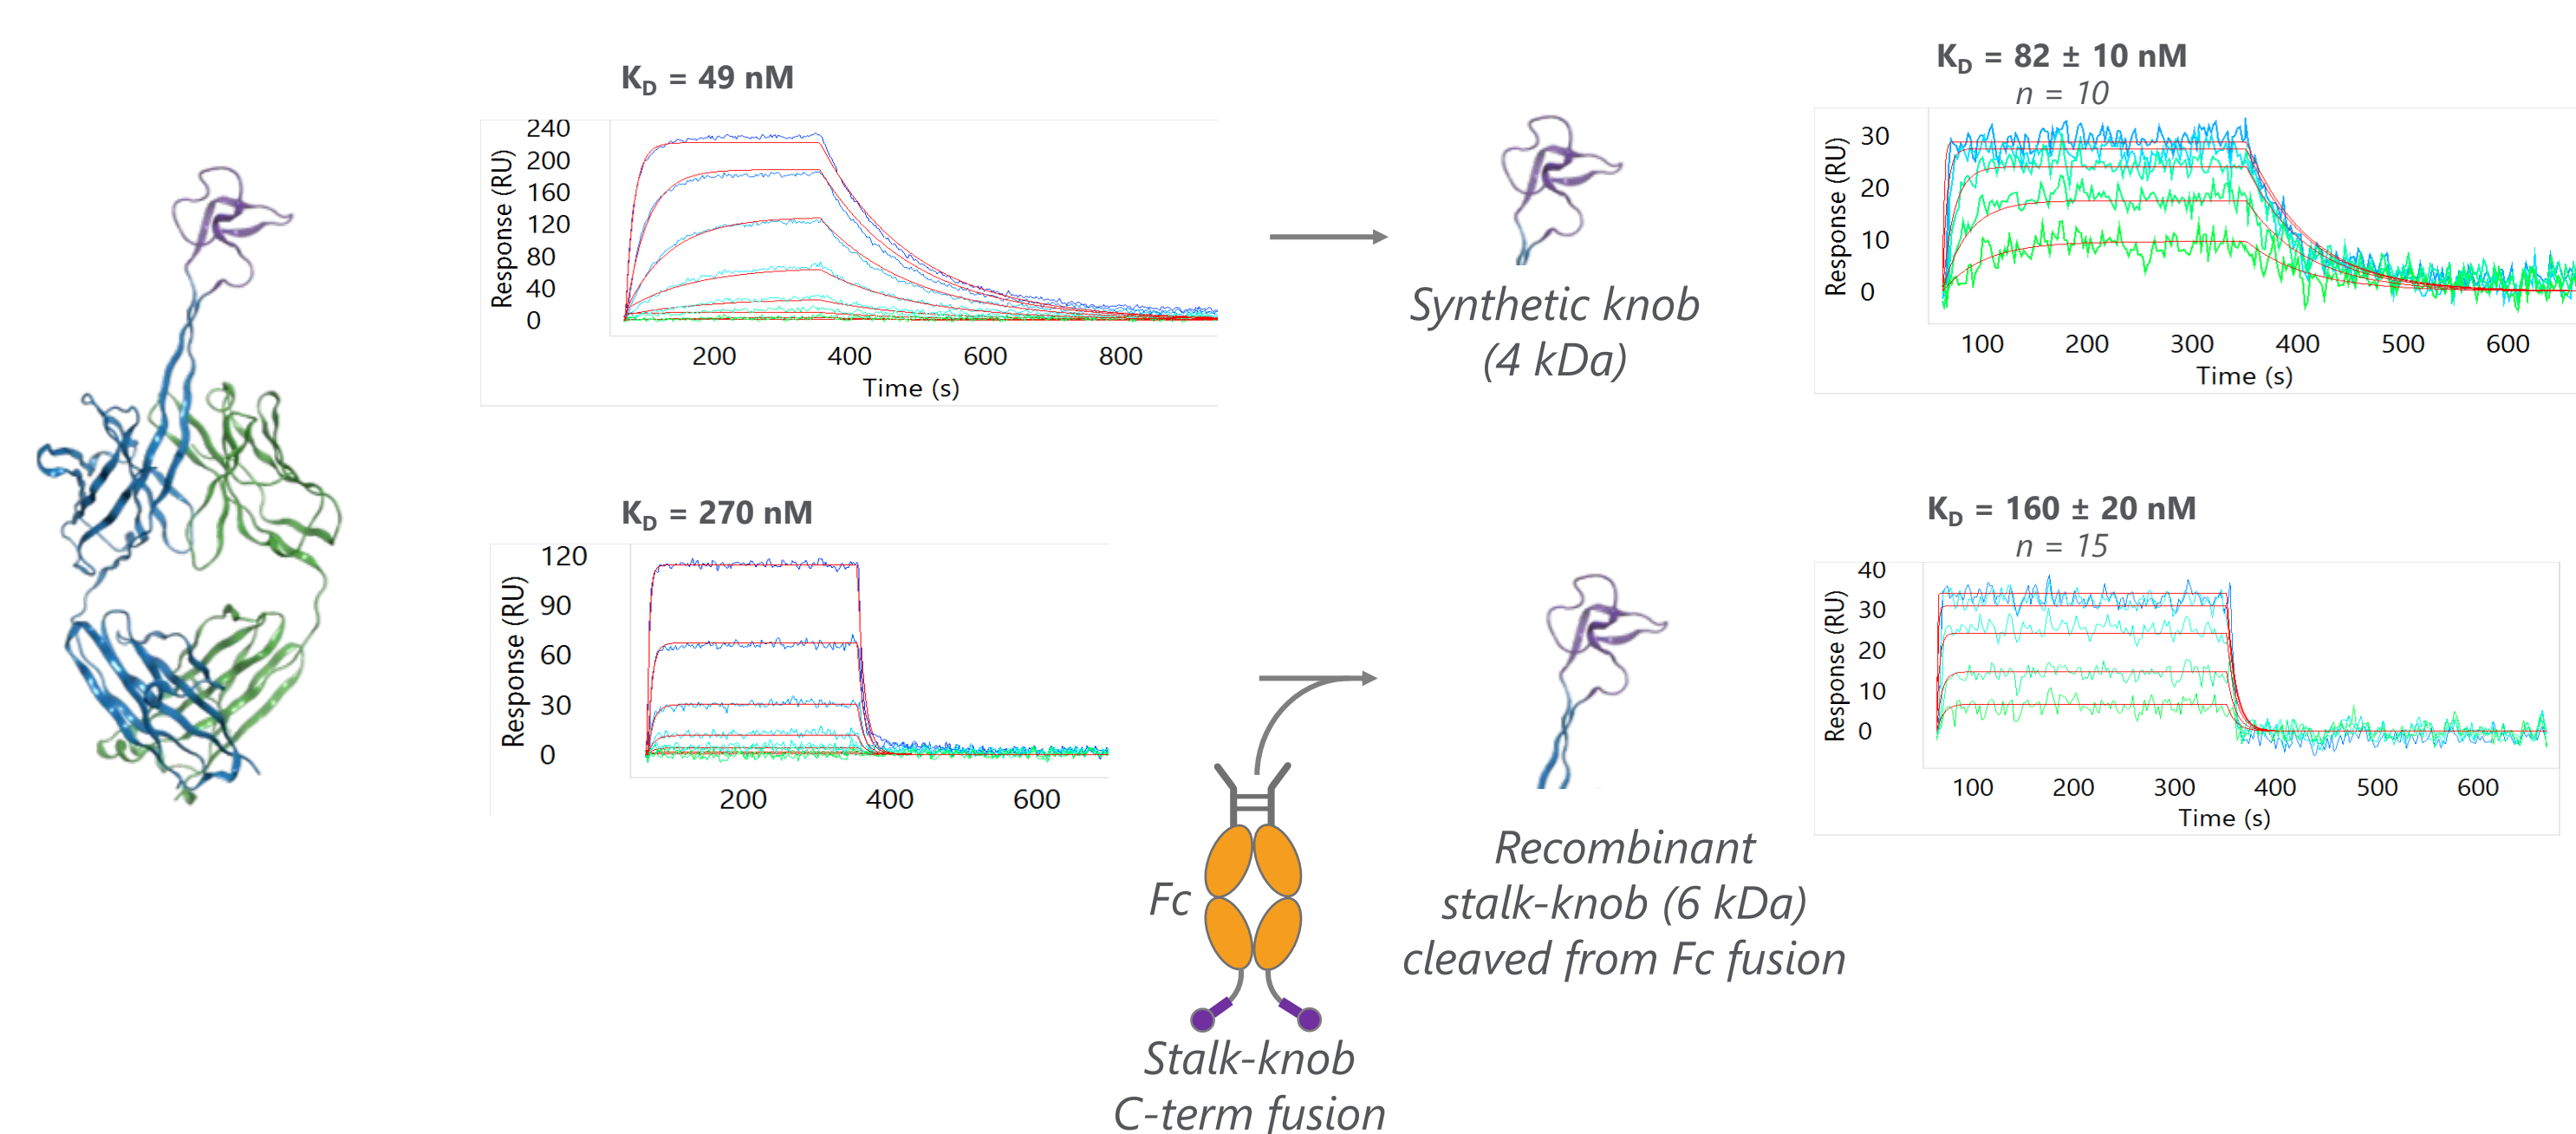 K_D = 49 nM
240
200
160
120
80
40
0
Response (RU)
200 400 600 800
Time (s)
Synthetic knob
(4 kDa)
K_D = 82 ± 10 nM
n = 10
30
20
10
0
Response (RU)
100 200 300 400 500 600
Time (s)
K_D = 270 nM
120
90
60
30
0
Response (RU)
200 400 600
Fc
Stalk-knob
C-term fusion
Recombinant
stalk-knob (6 kDa)
cleaved from Fc fusion
K_D = 160 ± 20 nM
n = 15
40
30
20
10
0
Response (RU)
100 200 300 400 500 600
Time (s)